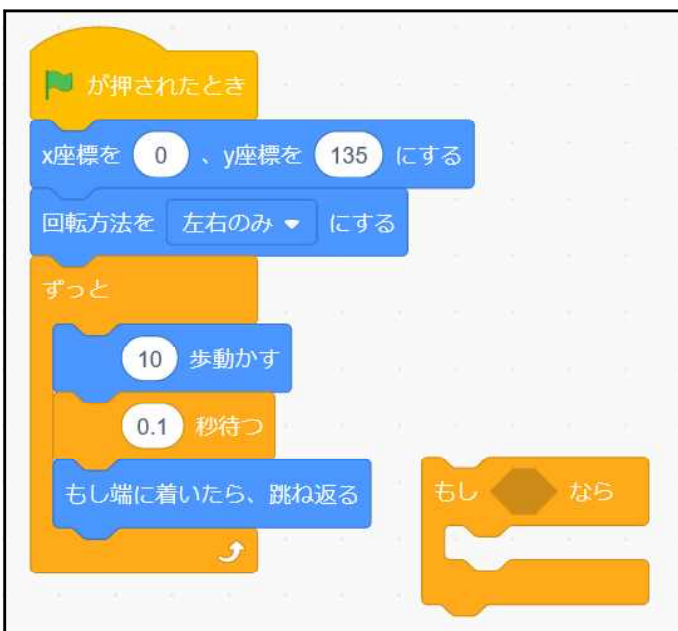 が押されたとき
x座標を 0 、y座標を 135 にする
回転方法を 左右のみ にする
ずっと
10 歩動かす
0.1 秒待つ
もし端に着いたら、跳ね返る
もし なら